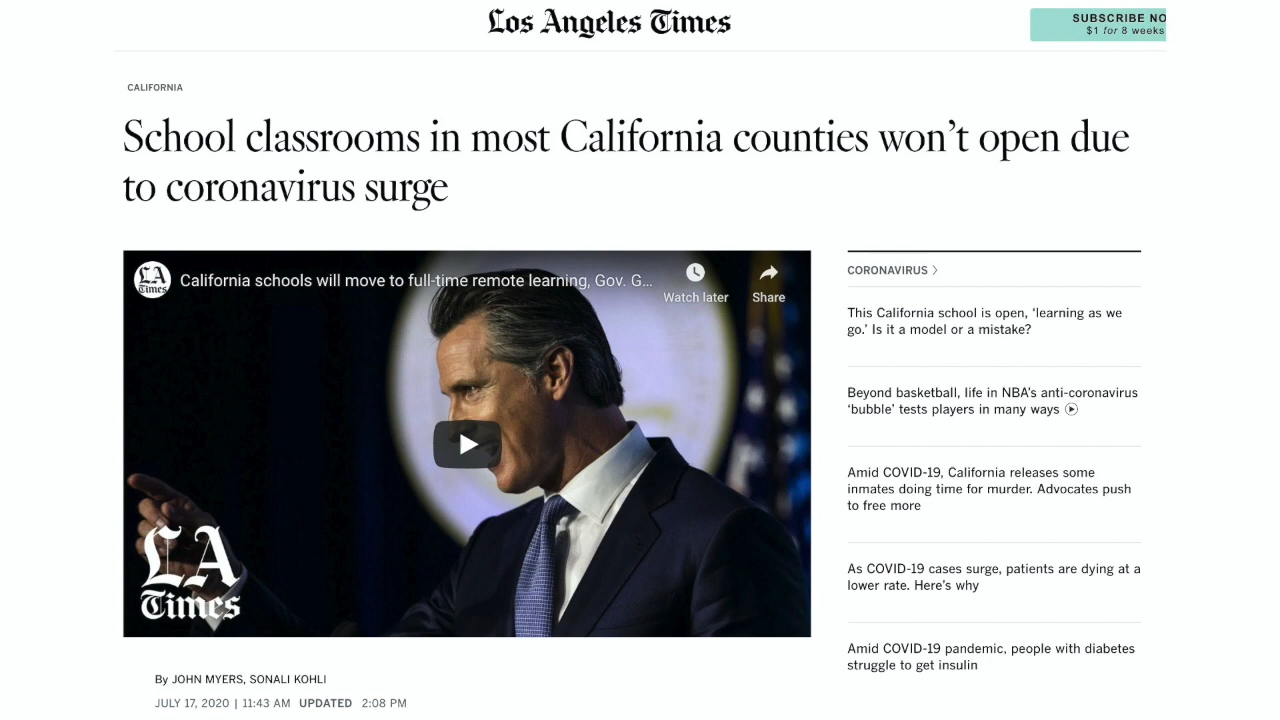 Los Angeles Times
SUBSCRIBE NO
$1 for 8 weeks
CALIFORNIA
School classrooms in most California counties won’t open due
to coronavirus surge
LA
Times
California schools will move to full-time remote learning, Gov. G...
Watch later
Share
LA
Times
By JOHN MYERS, SONALI KOHLI
JULY 17, 2020 | 11:43 AM UPDATED 2:08 PM
CORONAVIRUS >
This California school is open, ‘learning as we
go.’ Is it a model or a mistake?
Beyond basketball, life in NBA’s anti-coronavirus
‘bubble’ tests players in many ways
Amid COVID-19, California releases some
inmates doing time for murder. Advocates push
to free more
As COVID-19 cases surge, patients are dying at a
lower rate. Here’s why
Amid COVID-19 pandemic, people with diabetes
struggle to get insulin